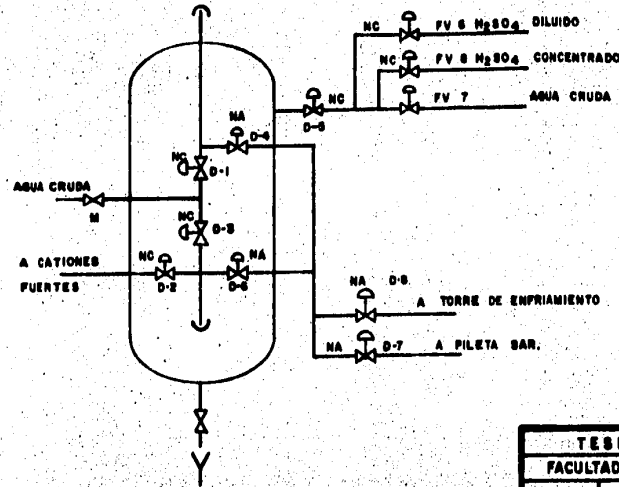 NC FV 6 H₂SO₄ DILUIDO
NC FV 8 H₂SO₄ CONCENTRADO
NC FV 7 AGUA CRUDA
D-5
NA
D-4
NC
D-1
AGUA CRUDA
M
NC
D-3
A CATIONES
FUERTES
NC
D-2
NA
D-6
NA D-8
A TORRE DE ENFRIAMIENTO
NA D-7 A PILETA BAR.
TESI
FACULTAD